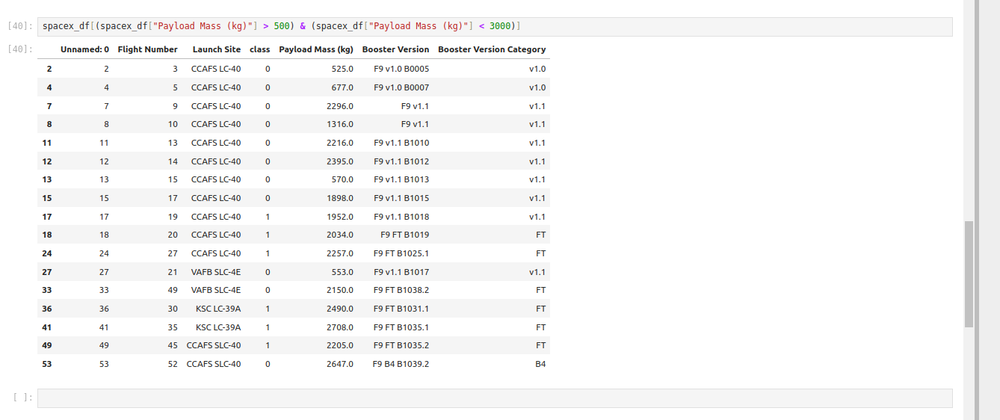 [40]: spacex_df[(spacex_df["Payload Mass (kg)"] > 500) & (spacex_df["Payload Mass (kg)"] < 3000)]
[40]: Unnamed: 0 Flight Number Launch Site class Payload Mass (kg) Booster Version Booster Version Category
2 2 3 CCAFS LC-40 0 525.0 F9 v1.0 B0005 v1.0
4 4 5 CCAFS LC-40 0 677.0 F9 v1.0 B0007 v1.0
7 7 9 CCAFS LC-40 0 2296.0 F9 v1.1 v1.1
8 8 10 CCAFS LC-40 0 1316.0 F9 v1.1 v1.1
11 11 13 CCAFS LC-40 0 2216.0 F9 v1.1 B1010 v1.1
12 12 14 CCAFS LC-40 0 2395.0 F9 v1.1 B1012 v1.1
13 13 15 CCAFS LC-40 0 570.0 F9 v1.1 B1013 v1.1
15 15 17 CCAFS LC-40 0 1898.0 F9 v1.1 B1015 v1.1
17 17 19 CCAFS LC-40 1 1952.0 F9 v1.1 B1018 v1.1
18 18 20 CCAFS LC-40 1 2034.0 F9 FT B1019 FT
24 24 27 CCAFS LC-40 1 2257.0 F9 FT B1025.1 FT
27 27 21 VAFB SLC-4E 0 553.0 F9 v1.1 B1017 v1.1
33 33 49 VAFB SLC-4E 0 2150.0 F9 FT B1038.2 FT
36 36 30 KSC LC-39A 1 2490.0 F9 FT B1031.1 FT
41 41 35 KSC LC-39A 1 2708.0 F9 FT B1035.1 FT
49 49 45 CCAFS SLC-40 1 2205.0 F9 FT B1035.2 FT
53 53 52 CCAFS SLC-40 0 2647.0 F9 B4 B1039.2 B4
[ ]: